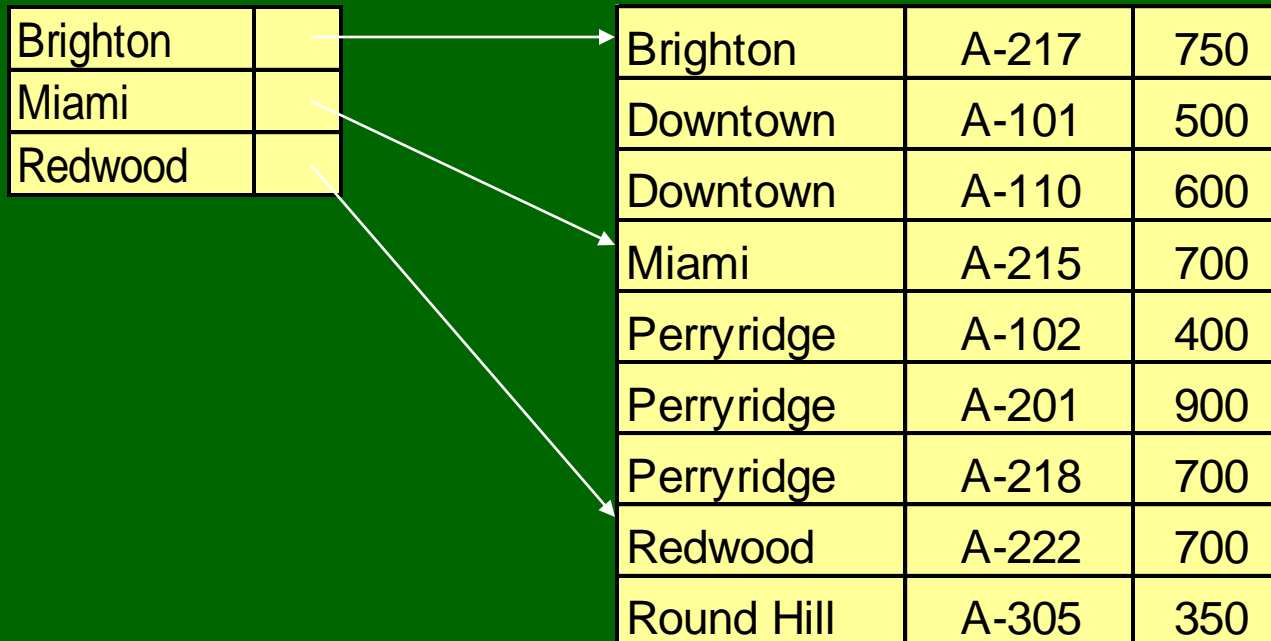 Brighton
Miami
Redwood
Brighton A-217 750
Downtown A-101 500
Downtown A-110 600
Miami A-215 700
Perryridge A-102 400
Perryridge A-201 900
Perryridge A-218 700
Redwood A-222 700
Round Hill A-305 350